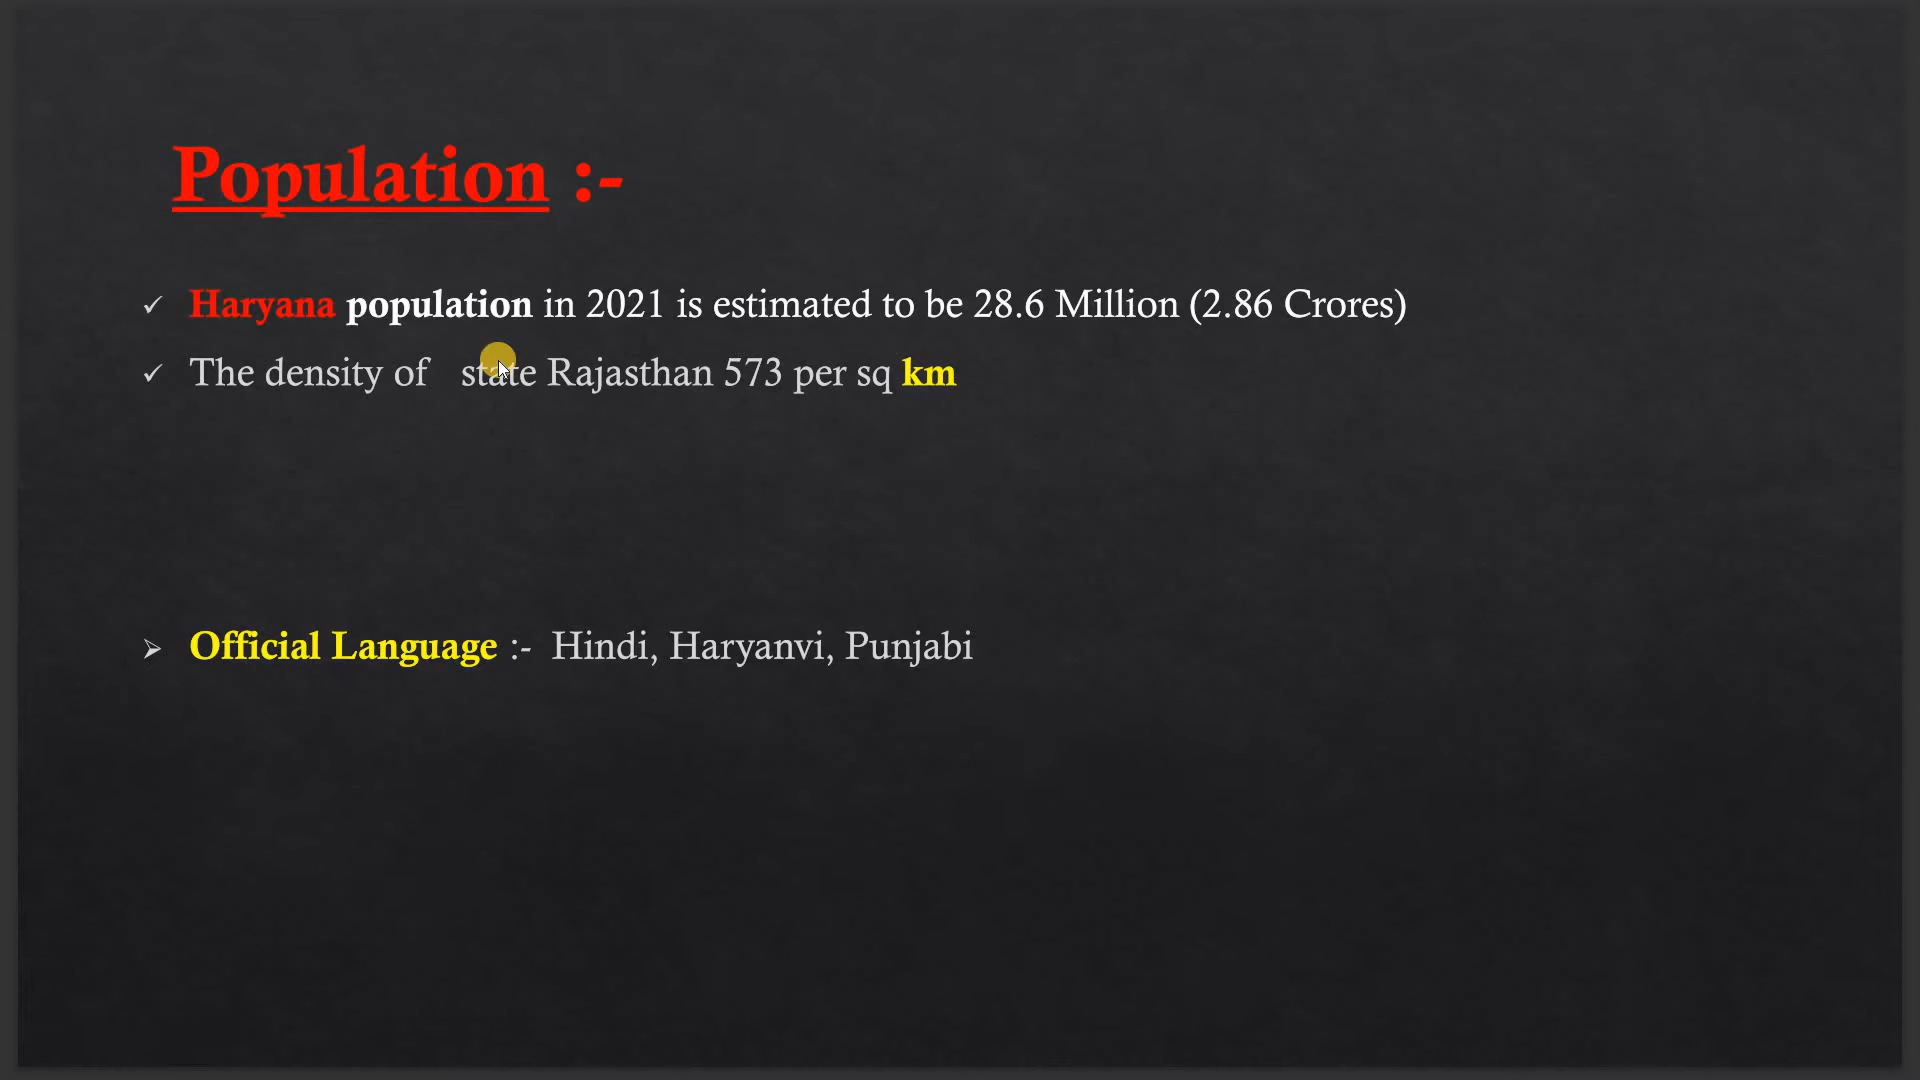 Population :-
Haryana population in 2021 is estimated to be 28.6 Million (2.86 Crores)
The density of state Rajasthan 573 per sq km
Official Language :- Hindi, Haryanvi, Punjabi